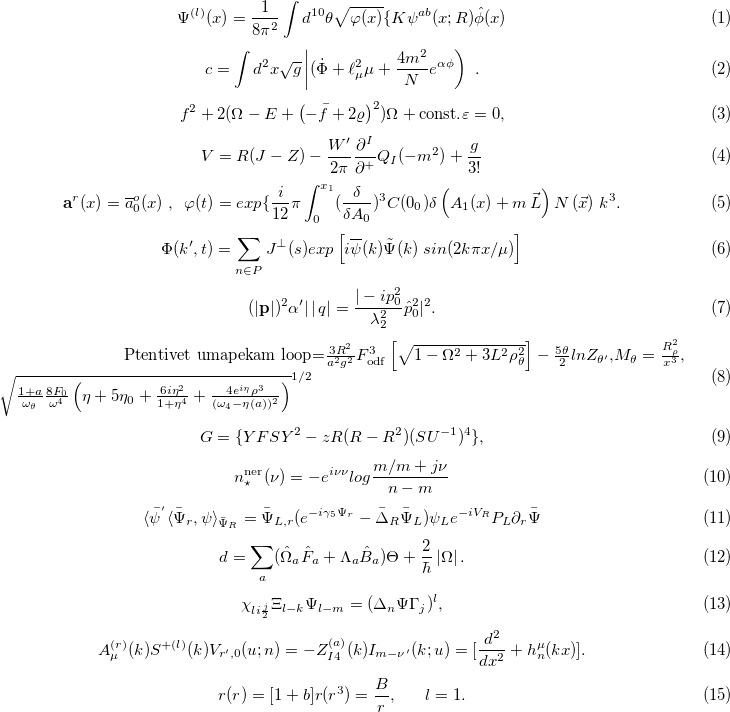 Ψ^{(l)}(x) = \frac{1}{8π^2} ∫ d^{10}θ \sqrt{φ(x)}{Kψ^{ab}(x; R)\hat{φ}(x) (1)
c = ∫ d^2x\sqrt{g}|(\dot{Φ} + ℓ_μ^2 μ + \frac{4m^2}{N} e^{αϕ}) . (2)
f^2 + 2(Ω − E + (−\bar{f} + 2ϱ)^2)Ω + const.ε = 0, (3)
V = R(J − Z) − \frac{W′}{2π} \frac{∂^I}{∂^+} Q_I(−m^2) + \frac{g}{3!} (4)
\mathbf{a}^r(x) = \overline{a}_0^o(x) , φ(t) = exp{\frac{i}{12}π ∫_0^{x_1} (\frac{δ}{δA_0})^3 C(0_0)δ (A_1(x) + m \vec{L}) N (\vec{x}) k^3. (5)
Φ(k′, t) = \sum_{n∈P} J^⊥(s)exp [i\overline{ψ}(k)\tilde{Ψ}(k) sin(2kπx/μ)] (6)
(|\mathbf{p}|)^2 α′| |q| = \frac{| − ip_0^2}{λ_2^2} \hat{p}_0^2|^2. (7)
Ptentivet umapekam loop=\frac{3R^2}{a^2g^2} F_{odf}^3 [\sqrt{1 − Ω^2 + 3L^2ρ_θ^2}] − \frac{5θ}{2} lnZ_{θ′}, M_θ = \frac{R_ρ^2}{x^3},
\sqrt{\frac{1+a}{ω_θ} \frac{8F_0}{ω^4} (η + 5η_0 + \frac{6iη^2}{1+η^4} + \frac{4e^{iη}ρ^3}{(ω_4−η(a))^2})}^{1/2} (8)
G = {YFSY^2 − zR(R − R^2)(SU^{−1})^4}, (9)
n_⋆^{ner}(ν) = −e^{iνν}log\frac{m/m + jν}{n − m} (10)
⟨\bar{ψ}^′⟨\bar{Ψ}_r, ψ⟩_{\bar{Ψ}_R} = \bar{Ψ}_{L,r}(e^{−iγ_5Ψ_r} − \bar{Δ}_R\bar{Ψ}_L)ψ_L e^{−iV_R} P_L∂_r\bar{Ψ} (11)
d = \sum_a (\hat{Ω}_a\hat{F}_a + Λ_a\hat{B}_a)Θ + \frac{2}{ℏ} |Ω| . (12)
χ_{li\frac{j}{2}} Ξ_{l−k}Ψ_{l−m} = (Δ_nΨΓ_j)^l, (13)
A_μ^{(r)}(k)S^{+(l)}(k)V_{r′,0}(u; n) = −Z_{I4}^{(a)}(k)I_{m−ν′}(k; u) = [\frac{d^2}{dx^2} + h_n^μ(kx)]. (14)
r(r) = [1 + b]r(r^3) = \frac{B}{r}, l = 1. (15)